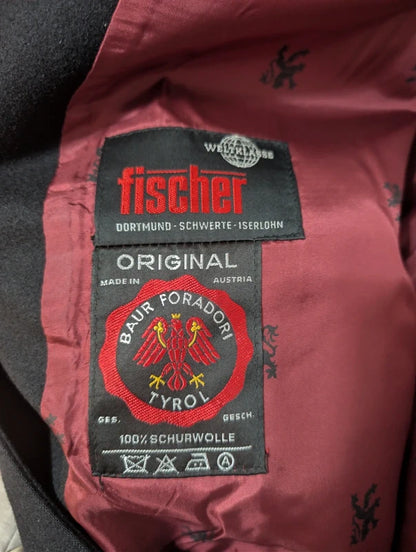 WELTKLASSE
fischer
DORTMUND - SCHWERTE - ISERLOHN
ORIGINAL
MADE IN AUSTRIA
BAUR FORADORI
TYROL
GES. GESCH.
100% SCHURWOLLE
A